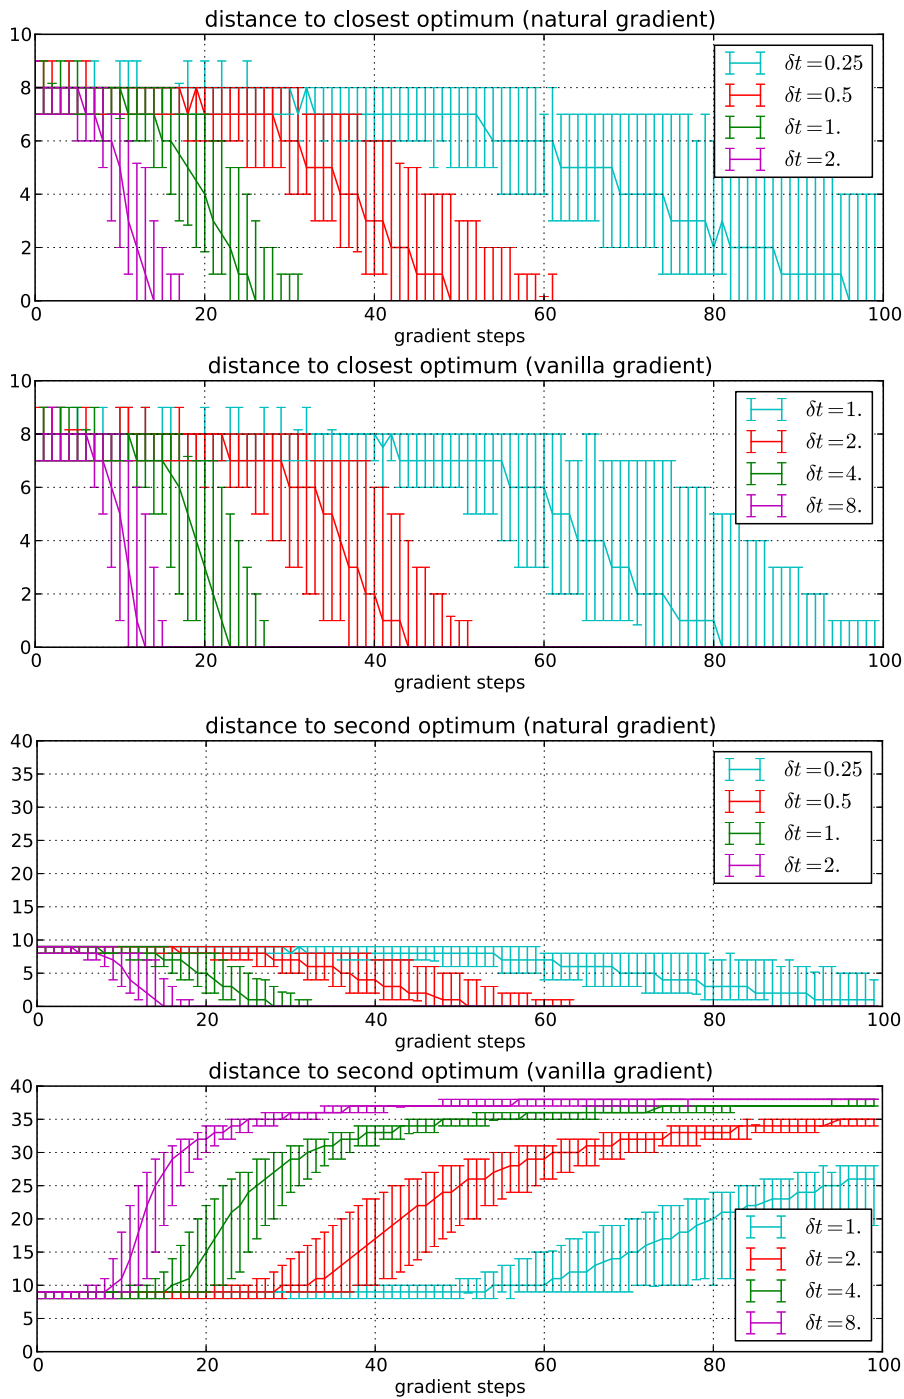 distance to closest optimum (natural gradient)
10
8
6
4
2
0
δt = 0.25
δt = 0.5
δt = 1.
δt = 2.
0 20 40 60 80 100
gradient steps
distance to closest optimum (vanilla gradient)
10
8
6
4
2
0
δt = 1.
δt = 2.
δt = 4.
δt = 8.
0 20 40 60 80 100
gradient steps
distance to second optimum (natural gradient)
40
35
30
25
20
15
10
5
0
δt = 0.25
δt = 0.5
δt = 1.
δt = 2.
0 20 40 60 80 100
gradient steps
distance to second optimum (vanilla gradient)
40
35
30
25
20
15
10
5
0
δt = 1.
δt = 2.
δt = 4.
δt = 8.
0 20 40 60 80 100
gradient steps